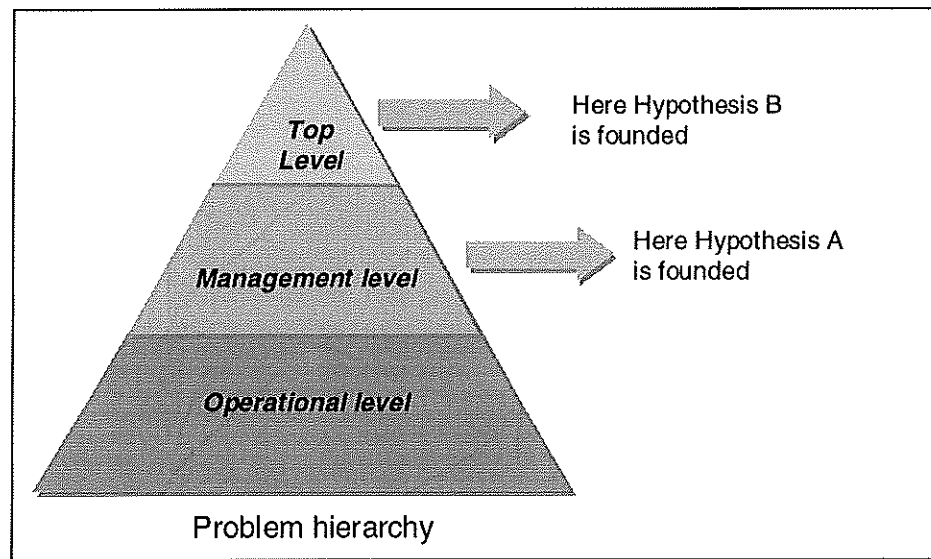 Top
Level
Here Hypothesis B
is founded
Management level
Here Hypothesis A
is founded
Operational level
Problem hierarchy